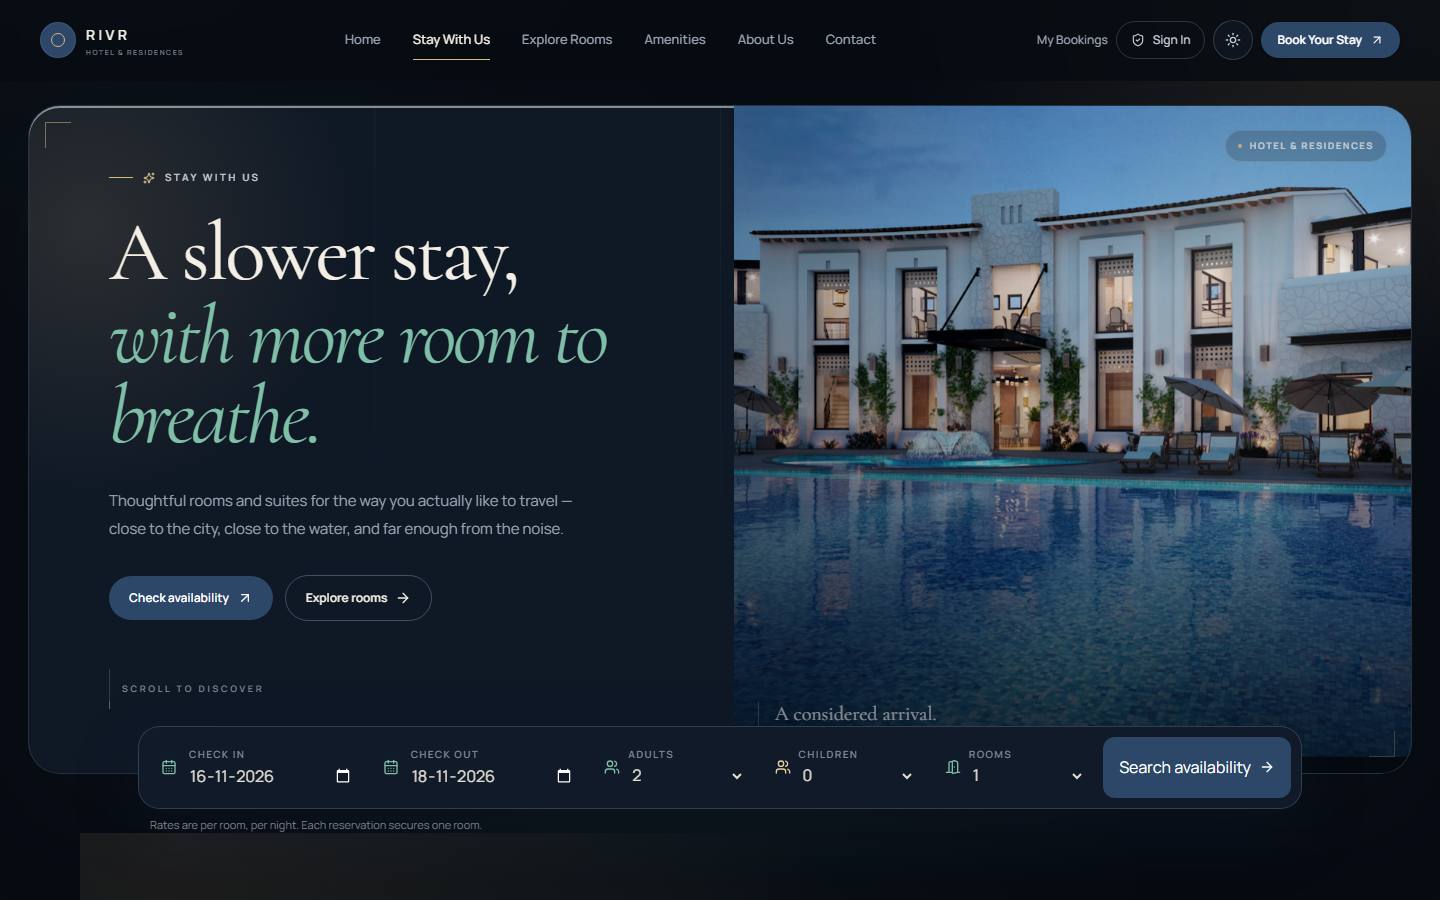 RIVR
HOTEL & RESIDENCES
Home
Stay With Us
Explore Rooms
Amenities
About Us
Contact
My Bookings
Sign In
Book Your Stay
HOTEL & RESIDENCES
STAY WITH US
A slower stay,
with more room to
breathe.
Thoughtful rooms and suites for the way you actually like to travel —
close to the city, close to the water, and far enough from the noise.
Check availability
Explore rooms
SCROLL TO DISCOVER
A considered arrival.
CHECK IN
16-11-2026
CHECK OUT
18-11-2026
ADULTS
2
CHILDREN
0
ROOMS
1
Search availability
Rates are per room, per night. Each reservation secures one room.